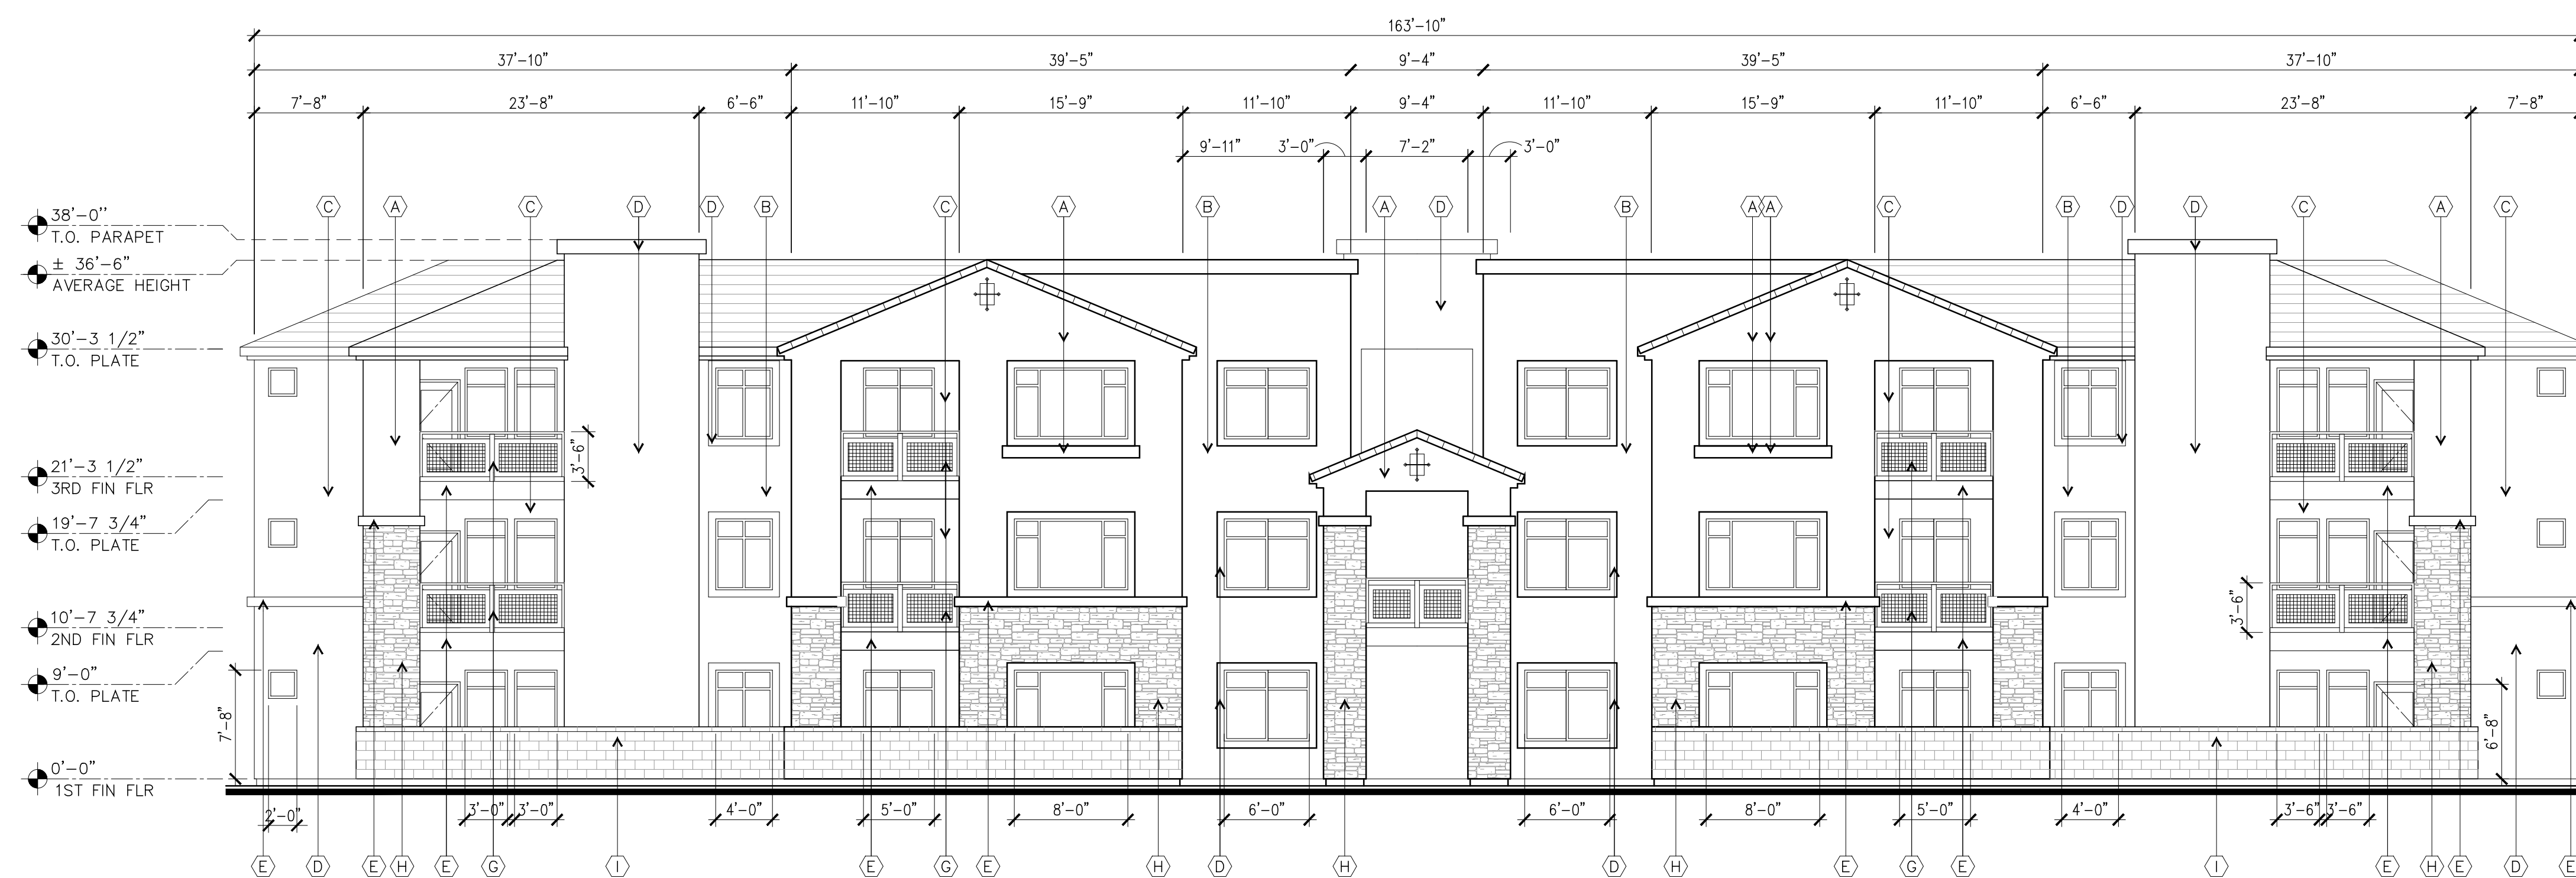 163'-10"
37'-10" 39'-5" 9'-4" 39'-5" 37'-10"
7'-8" 23'-8" 6'-6" 11'-10" 15'-9" 11'-10" 9'-4" 11'-10" 15'-9" 11'-10" 6'-6" 23'-8" 7'-8"
9'-11" 3'-0" 7'-2" 3'-0"
C A C D D B C A B A D B A A C B D D C A C
38'-0''
T.O. PARAPET
± 36'-6"
AVERAGE HEIGHT
30'-3 1/2"
T.O. PLATE
3'-6"
21'-3 1/2"
3RD FIN FLR
19'-7 3/4"
T.O. PLATE
3'-6"
10'-7 3/4"
2ND FIN FLR
9'-0"
T.O. PLATE
7'-8"
6'-8"
0'-0"
1ST FIN FLR
2'-0" 3'-0" 3'-0" 4'-0" 5'-0" 8'-0" 6'-0" 6'-0" 8'-0" 5'-0" 4'-0" 3'-6" 3'-6"
E D E H E G I E G E H D H D H E G E I E H E D E